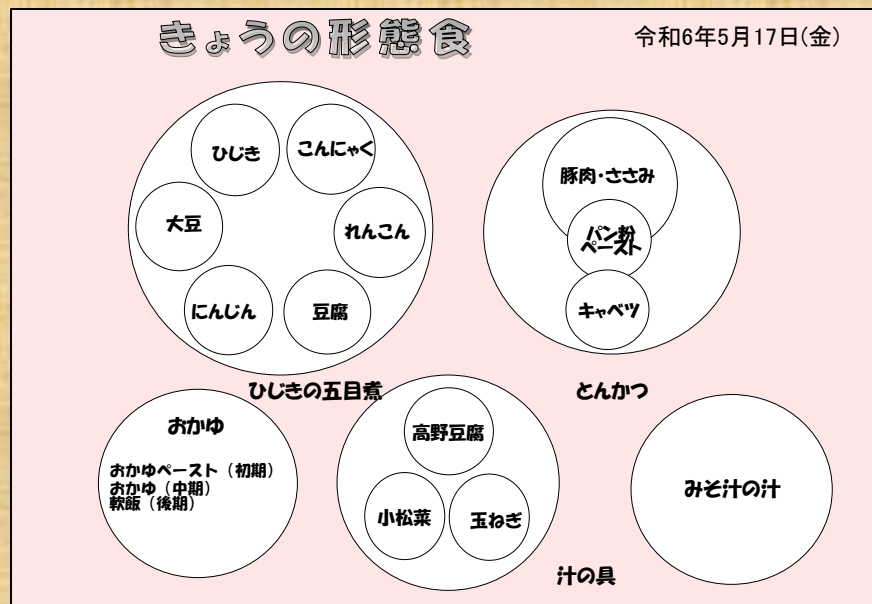 きょうの形態食
令和6年5月17日(金)
ひじき
こんにゃく
大豆
れんこん
にんじん
豆腐
ひじきの五目煮
豚肉・ささみ
パン粉
ペースト
キャベツ
とんかつ
おかゆ
おかゆペースト（初期）
おかゆ（中期）
軟飯（後期）
高野豆腐
小松菜
玉ねぎ
汁の具
みそ汁の汁